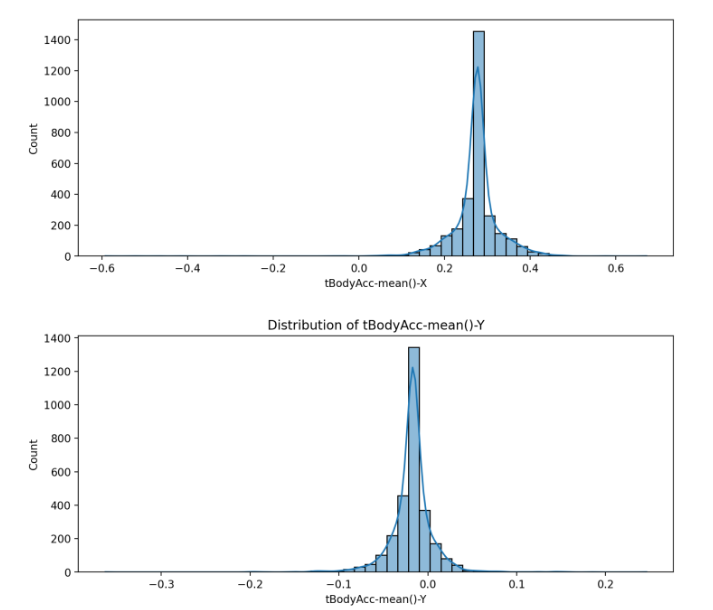 1400
1200
1000
800
600
400
200
0
Count
−0.6 −0.4 −0.2 0.0 0.2 0.4 0.6
tBodyAcc-mean()-X
Distribution of tBodyAcc-mean()-Y
1400
1200
1000
800
600
400
200
0
Count
−0.3 −0.2 −0.1 0.0 0.1 0.2
tBodyAcc-mean()-Y